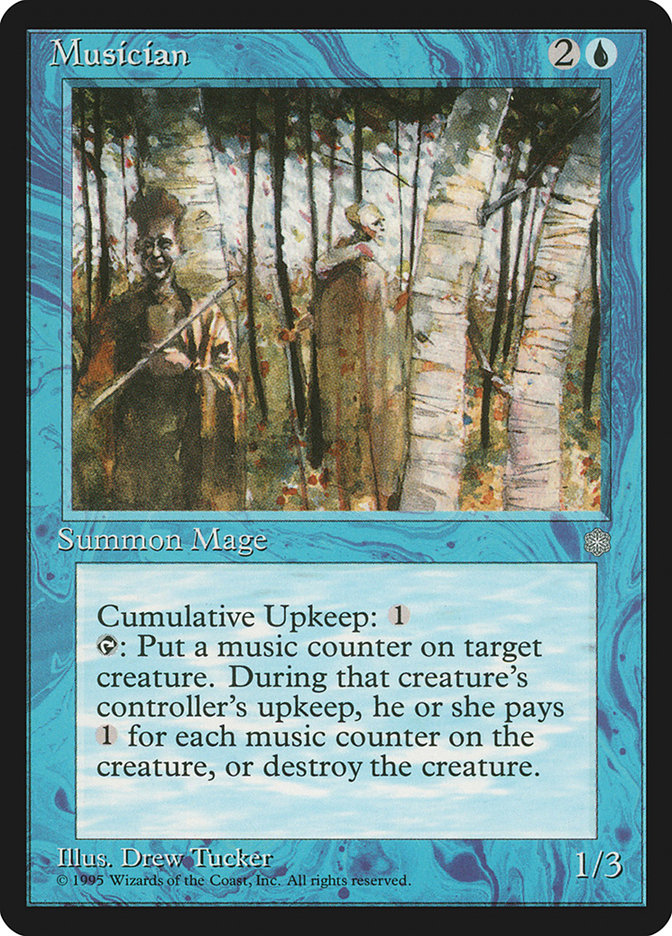 Musician 2
Summon Mage
Cumulative Upkeep: 1
: Put a music counter on target
creature. During that creature's
controller's upkeep, he or she pays
1 for each music counter on the
creature, or destroy the creature.
Illus. Drew Tucker
1/3
© 1995 Wizards of the Coast, Inc. All rights reserved.